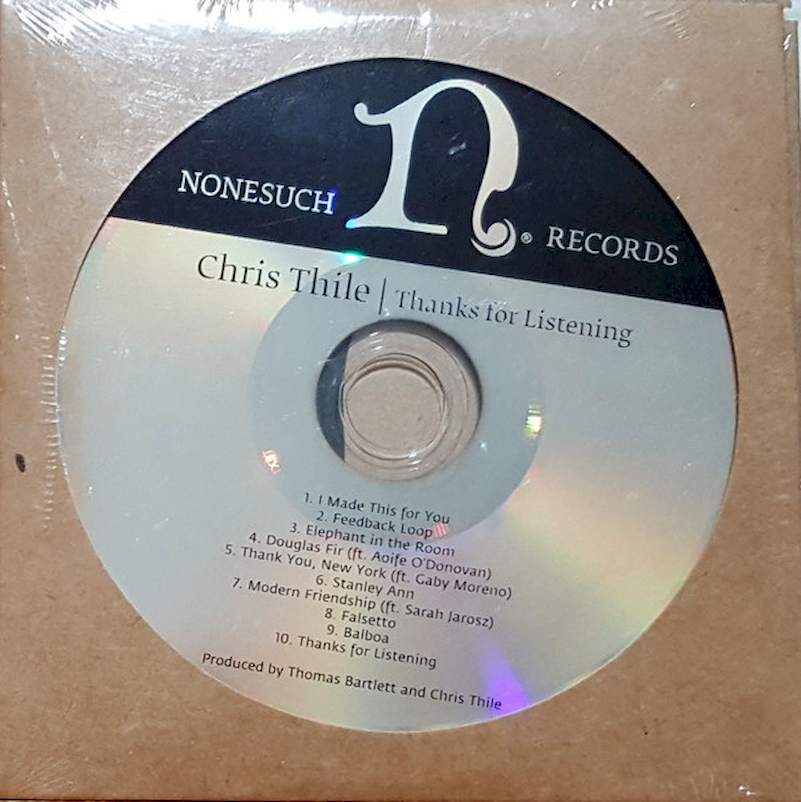 NONESUCH n® RECORDS
Chris Thile | Thanks for Listening
1. I Made This for You
2. Feedback Loop
3. Elephant in the Room
4. Douglas Fir (ft. Aoife O'Donovan)
5. Thank You, New York (ft. Gaby Moreno)
6. Stanley Ann
7. Modern Friendship (ft. Sarah Jarosz)
8. Falsetto
9. Balboa
10. Thanks for Listening
Produced by Thomas Bartlett and Chris Thile